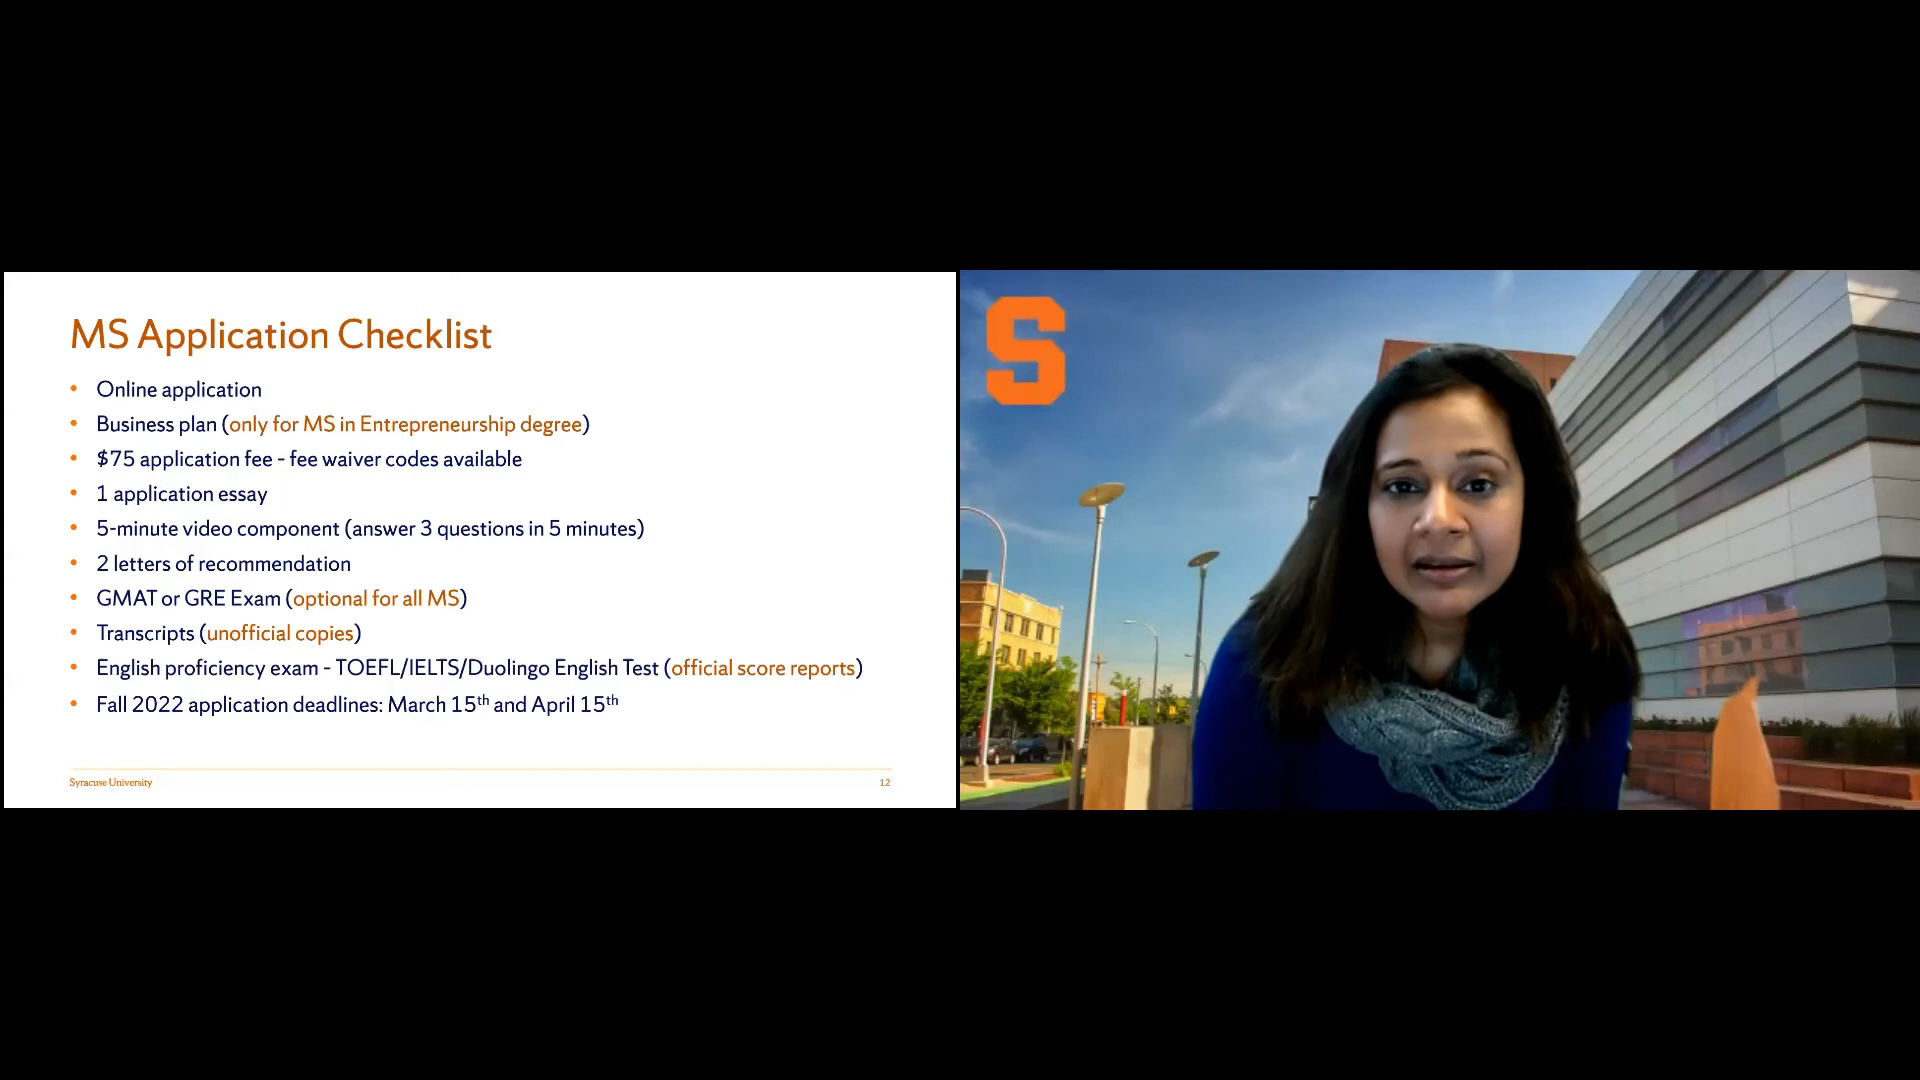 MS Application Checklist
• Online application
• Business plan (only for MS in Entrepreneurship degree)
• $75 application fee - fee waiver codes available
• 1 application essay
• 5-minute video component (answer 3 questions in 5 minutes)
• 2 letters of recommendation
• GMAT or GRE Exam (optional for all MS)
• Transcripts (unofficial copies)
• English proficiency exam - TOEFL/IELTS/Duolingo English Test (official score reports)
• Fall 2022 application deadlines: March 15th and April 15th
Syracuse University
12
S